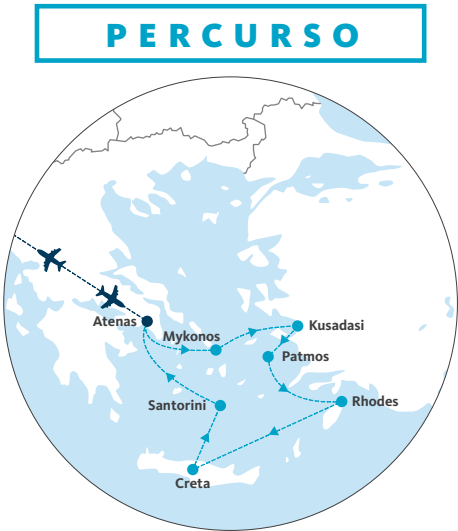 PERCURSO
Atenas
Mykonos
Kusadasi
Patmos
Santorini
Rhodes
Creta